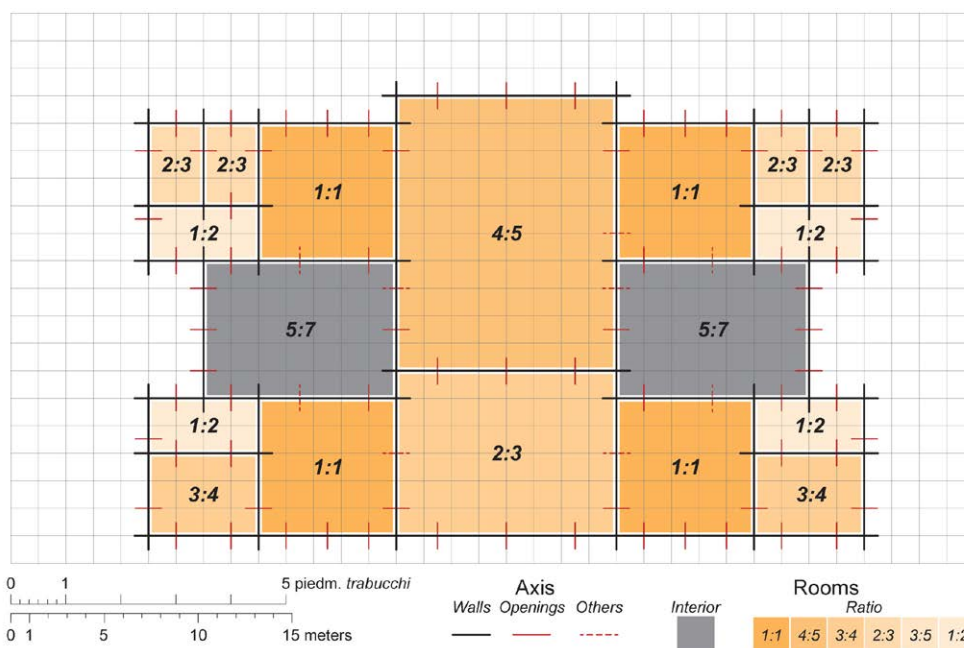 2:3 2:3 2:3 2:3
1:1 1:1
1:2 4:5 1:2
5:7 5:7
1:2 1:2
1:1 2:3 1:1
3:4 3:4
0 1 5 piedm. trabucchi
0 1 5 10 15 meters
Axis
Walls Openings Others
Interior
Rooms
Ratio
1:1 4:5 3:4 2:3 3:5 1:2